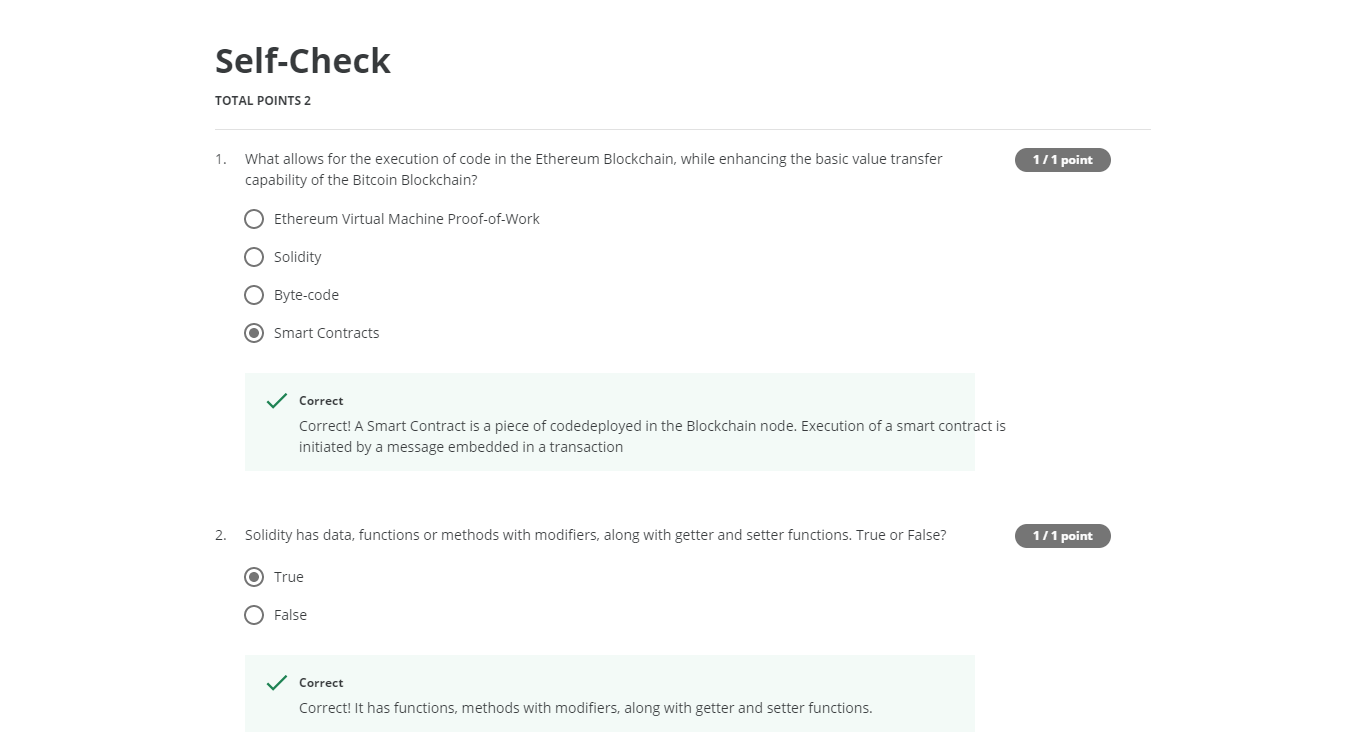 Self-Check
TOTAL POINTS 2
1. What allows for the execution of code in the Ethereum Blockchain, while enhancing the basic value transfer
capability of the Bitcoin Blockchain?
1 / 1 point
Ethereum Virtual Machine Proof-of-Work
Solidity
Byte-code
Smart Contracts
Correct
Correct! A Smart Contract is a piece of codedeployed in the Blockchain node. Execution of a smart contract is
initiated by a message embedded in a transaction
2. Solidity has data, functions or methods with modifiers, along with getter and setter functions. True or False?
1 / 1 point
True
False
Correct
Correct! It has functions, methods with modifiers, along with getter and setter functions.